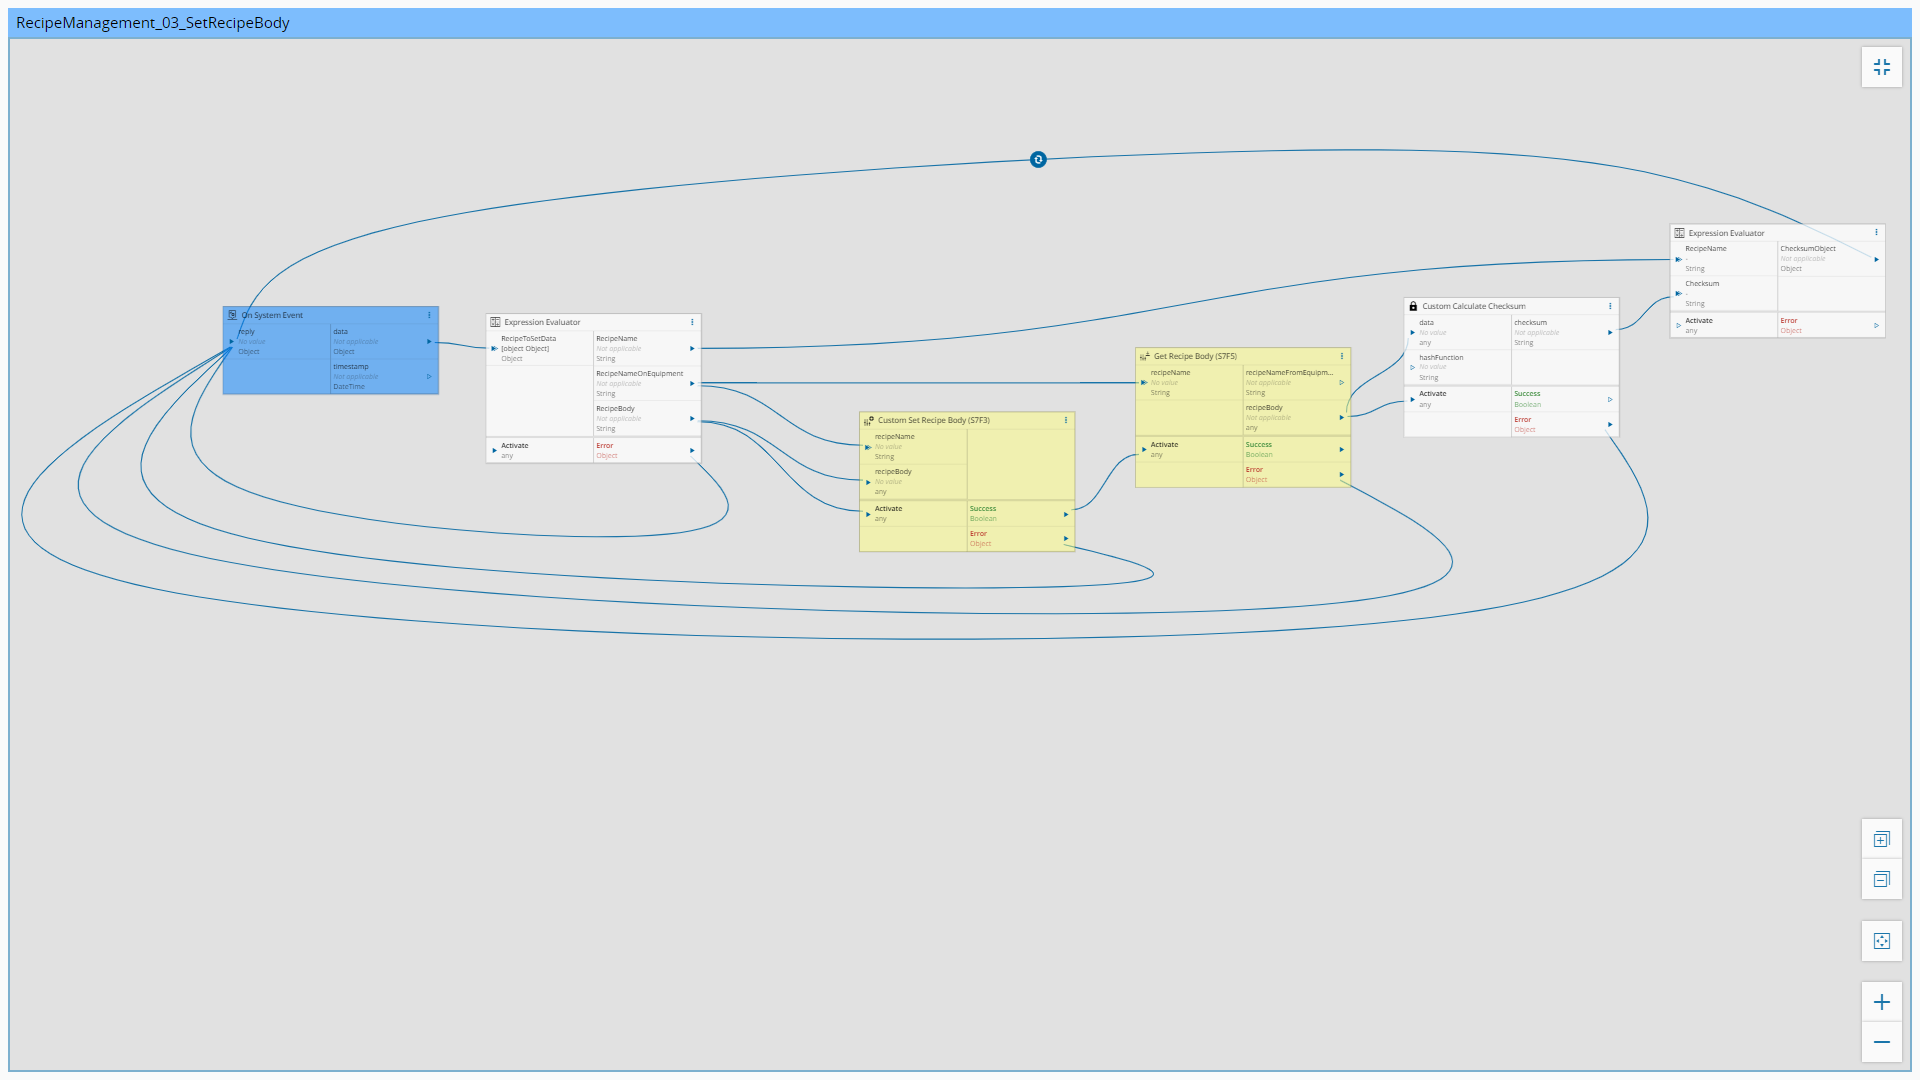 RecipeManagement_03_SetRecipeBody
On System Event
reply
No value
Object
data
Not applicable
Object
timestamp
Not applicable
DateTime
Expression Evaluator
RecipeToSetData
[object Object]
Object
RecipeName
Not applicable
String
RecipeNameOnEquipment
Not applicable
String
RecipeBody
Not applicable
String
Activate
any
Error
Object
Custom Set Recipe Body (S7F3)
recipeName
No value
String
recipeBody
No value
any
Activate
any
Success
Boolean
Error
Object
Get Recipe Body (S7F5)
recipeName
No value
String
recipeNameFromEquipm...
Not applicable
String
recipeBody
Not applicable
any
Activate
any
Success
Boolean
Error
Object
Custom Calculate Checksum
data
No value
any
hashFunction
No value
String
checksum
Not applicable
String
Activate
any
Success
Boolean
Error
Object
Expression Evaluator
RecipeName
-
String
Checksum
-
String
ChecksumObject
Not applicable
Object
Activate
any
Error
Object